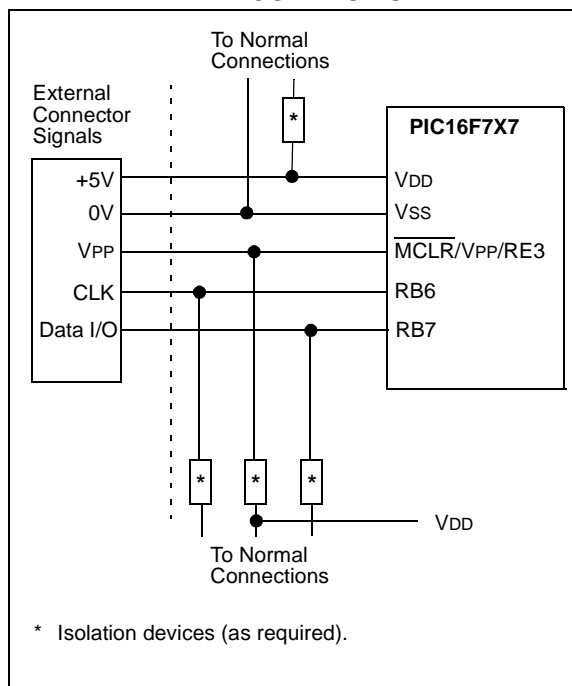 To Normal
Connections
External
Connector
Signals
*
PIC16F7X7
+5V
VDD
0V
VSS
VPP
MCLR/VPP/RE3
CLK
RB6
Data I/O
RB7
*
*
*
VDD
To Normal
Connections
* Isolation devices (as required).